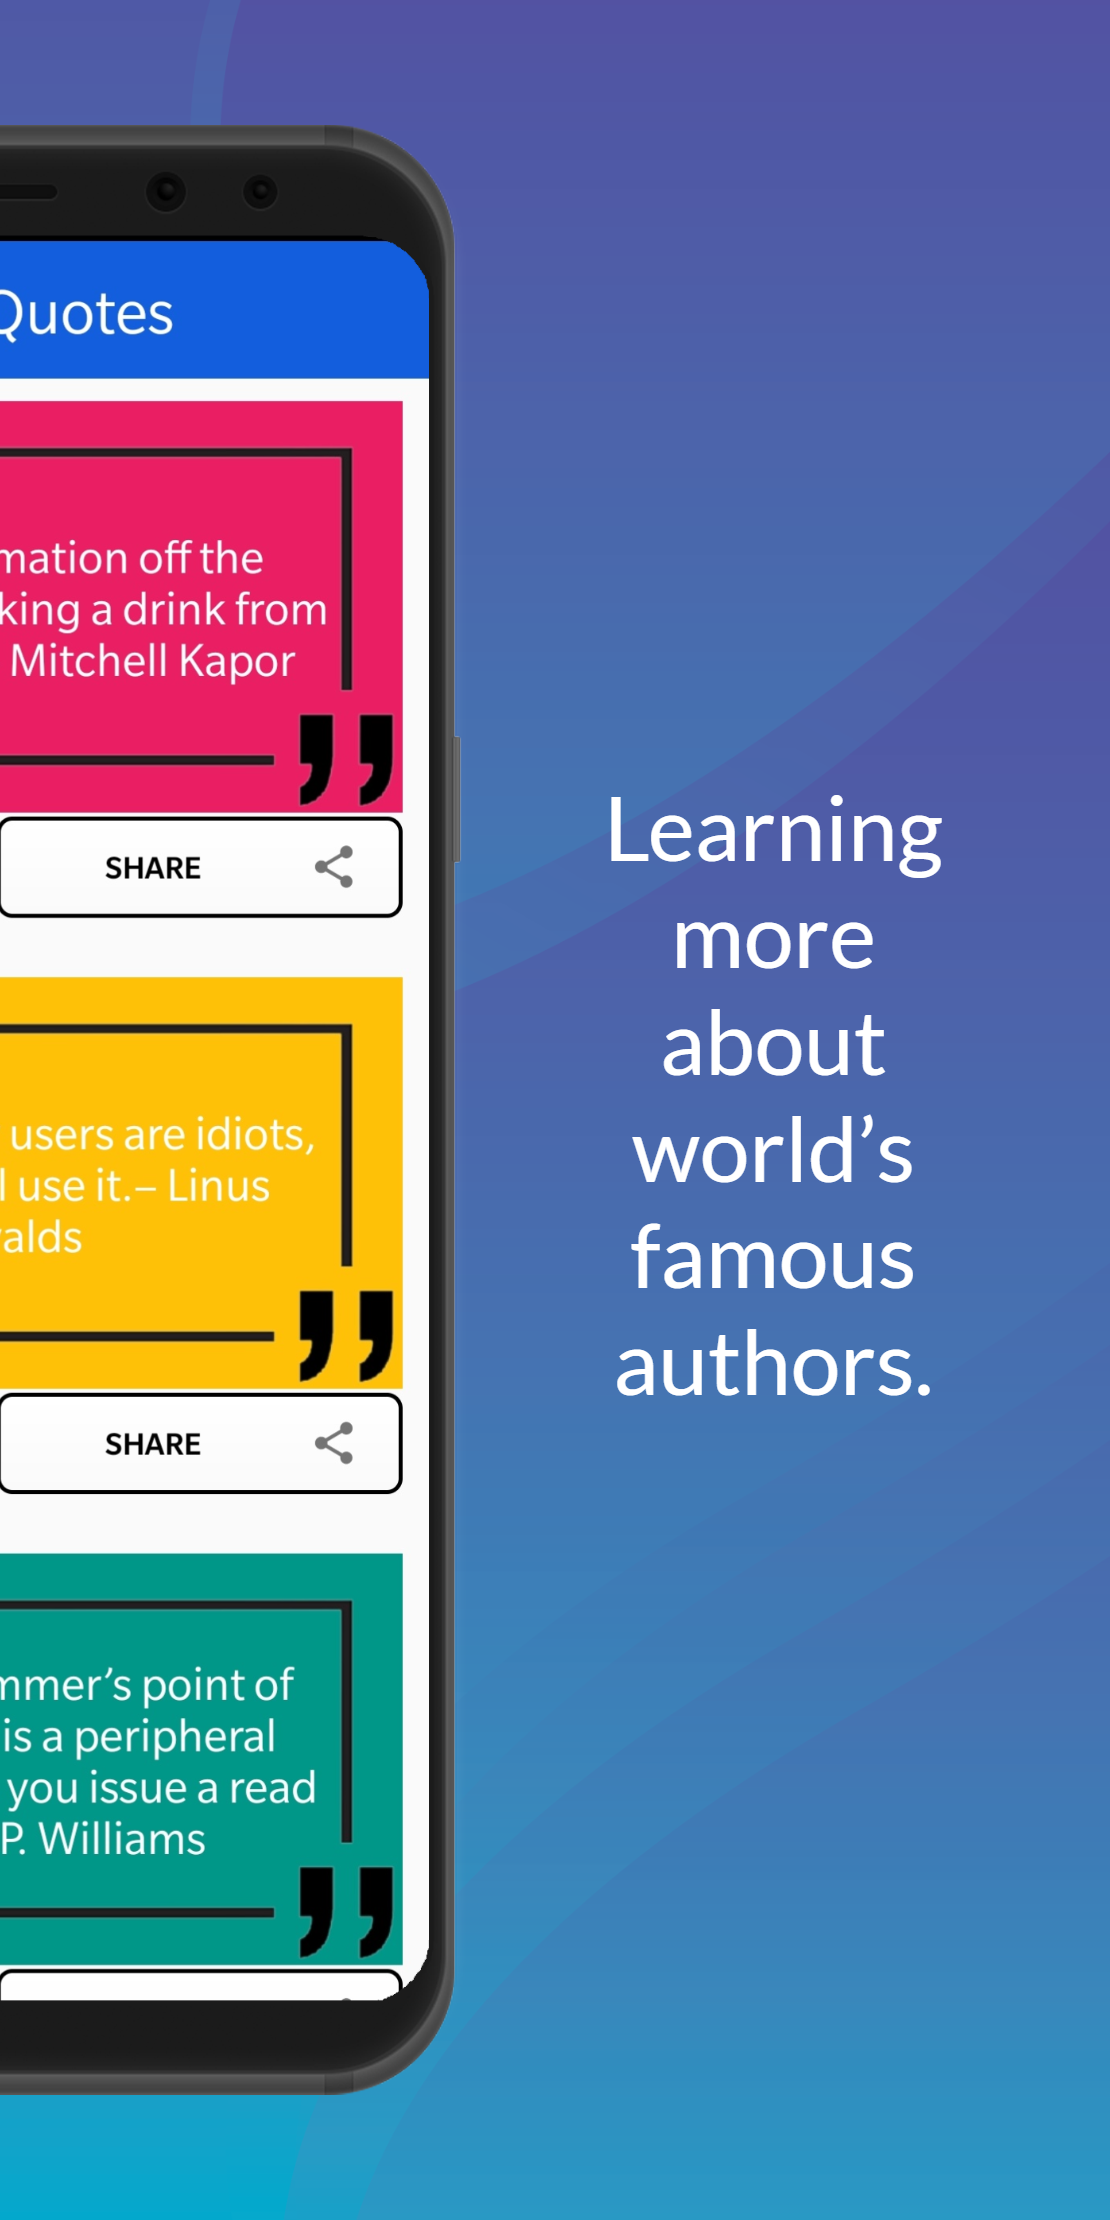 Quotes
mation off the
king a drink from
Mitchell Kapor
SHARE
users are idiots,
l use it.– Linus
valds
SHARE
mmer’s point of
is a peripheral
you issue a read
P. Williams
Learning
more
about
world’s
famous
authors.